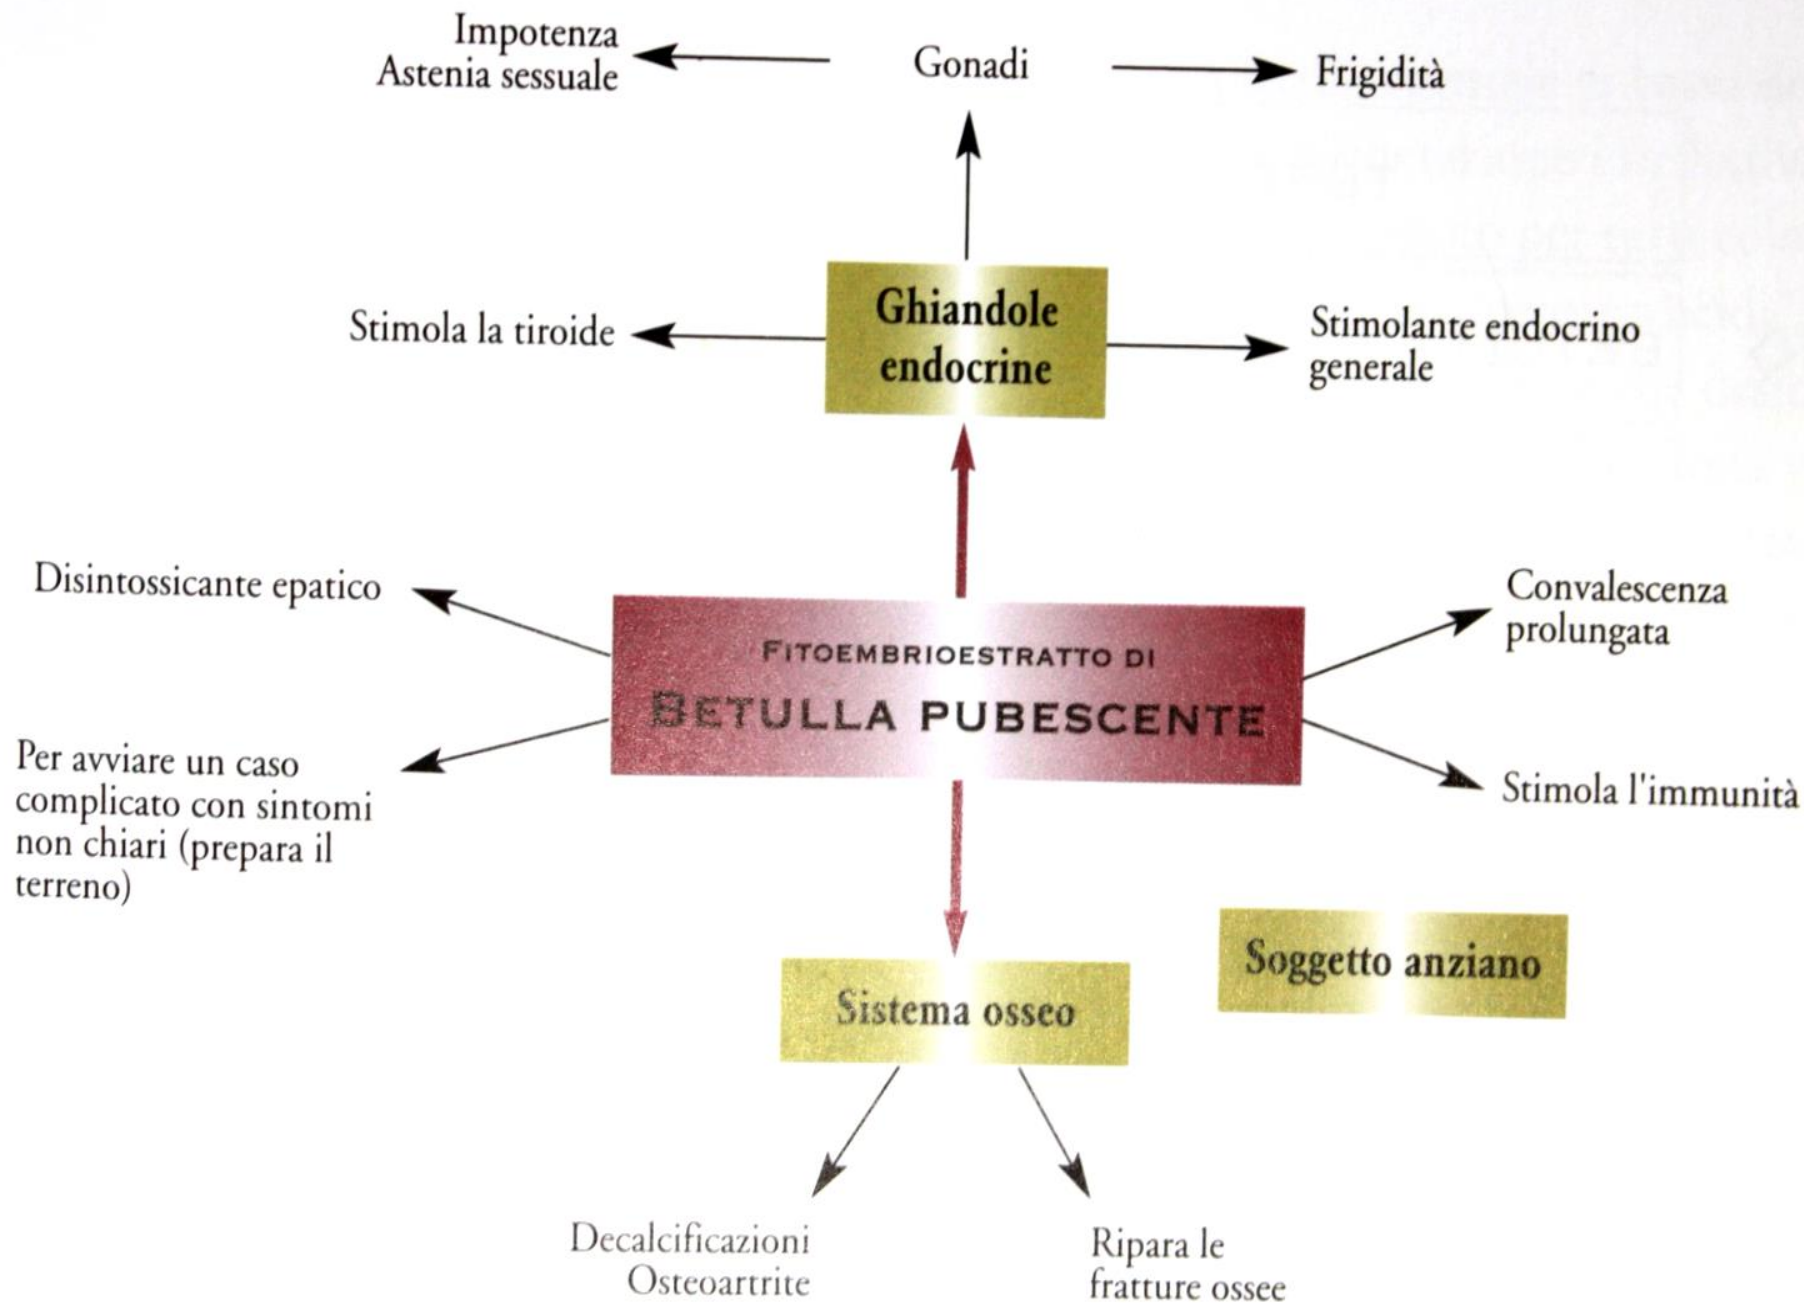 Impotenza
Astenia sessuale
Gonadi
Frigidità
Stimola la tiroide
Ghiandole
endocrine
Stimolante endocrino
generale
Disintossicante epatico
FITOEMBRIOESTRATTO DI
BETULLA PUBESCENTE
Convalescenza
prolungata
Per avviare un caso
complicato con sintomi
non chiari (prepara il
terreno)
Stimola l'immunità
Soggetto anziano
Sistema osseo
Decalcificazioni
Osteoartrite
Ripara le
fratture ossee